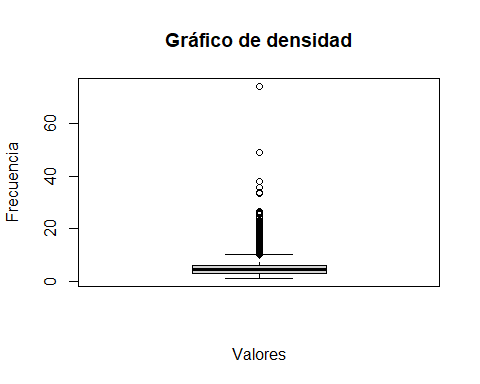 Gráfico de densidad
Frecuencia
60
40
20
0
Valores